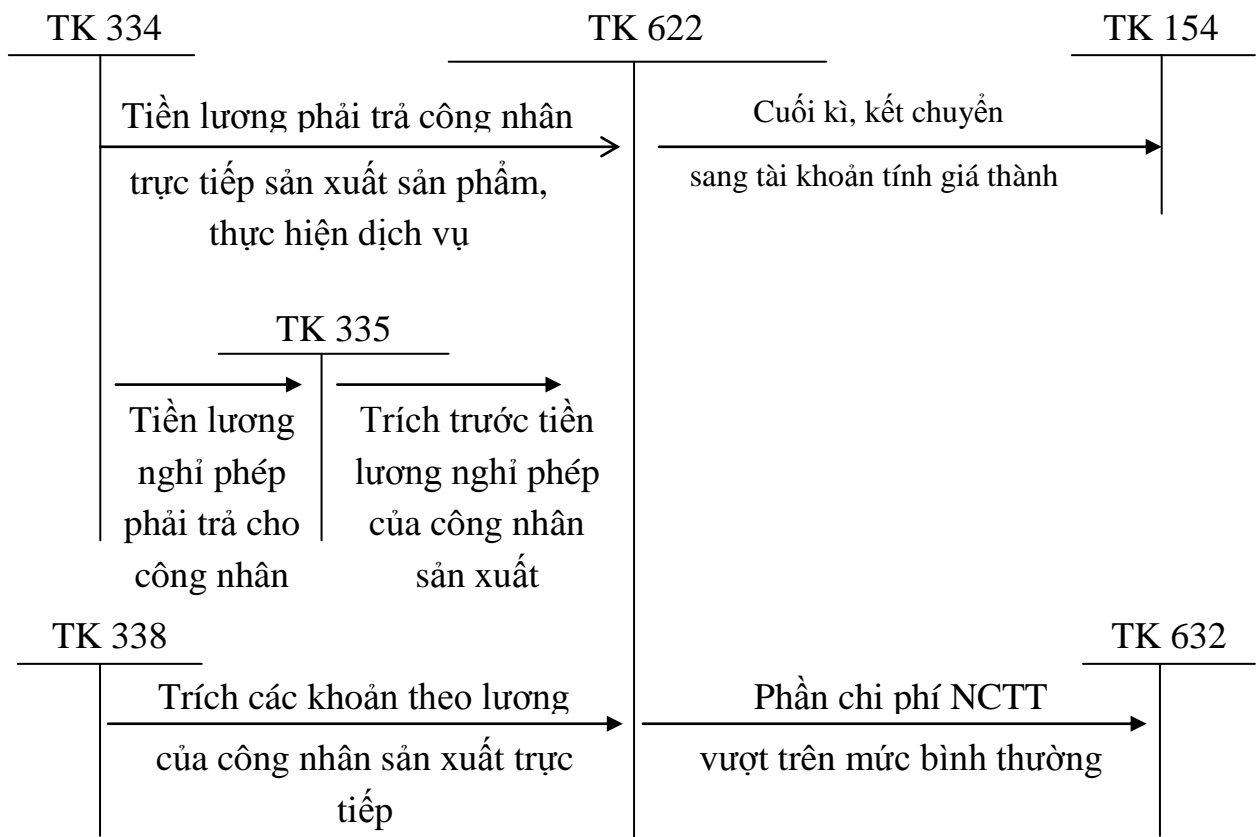 TK 334
TK 622
TK 154
Tiền lương phải trả công nhân
trực tiếp sản xuất sản phẩm,
thực hiện dịch vụ
Cuối kì, kết chuyển
sang tài khoản tính giá thành
TK 335
Tiền lương
nghỉ phép
phải trả cho
công nhân
Trích trước tiền
lương nghỉ phép
của công nhân
sản xuất
TK 338
TK 632
Trích các khoản theo lương
của công nhân sản xuất trực
tiếp
Phần chi phí NCTT
vượt trên mức bình thường